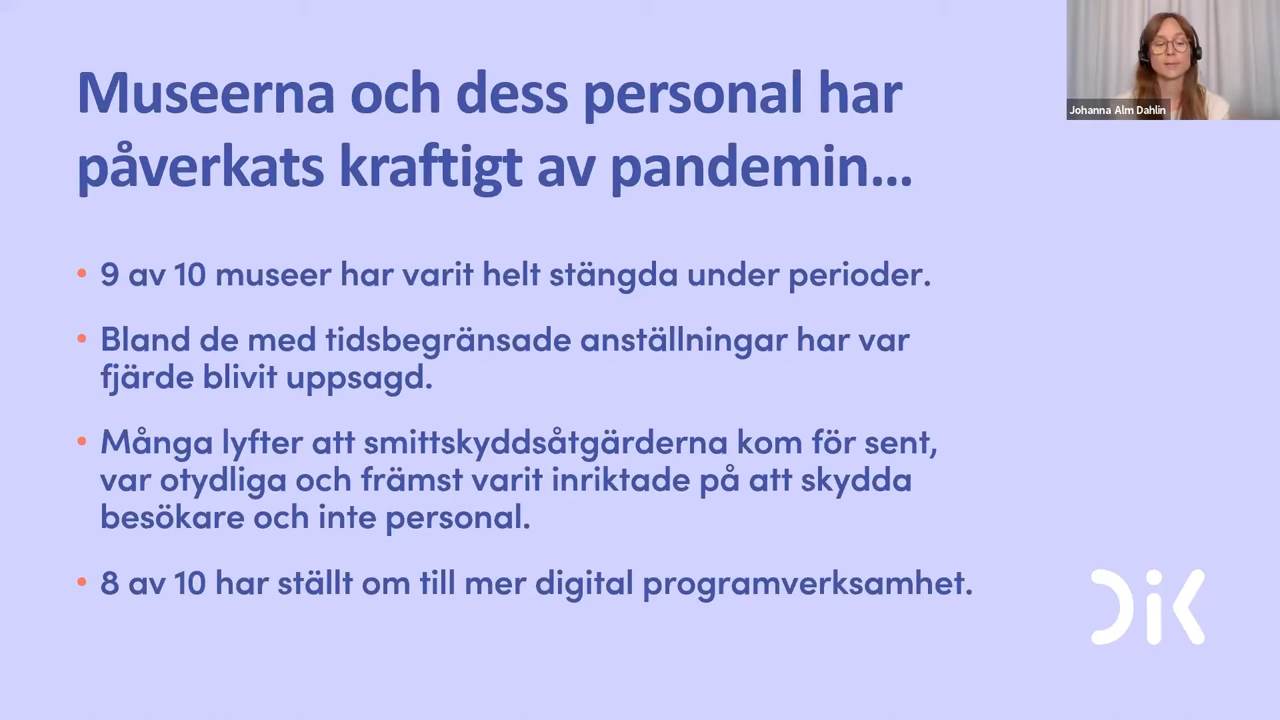 Museerna och dess personal har
påverkats kraftigt av pandemin...
Johanna Alm Dahlin
• 9 av 10 museer har varit helt stängda under perioder.
• Bland de med tidsbegränsade anställningar har var
fjärde blivit uppsagd.
• Många lyfter att smittskyddsåtgärderna kom för sent,
var otydliga och främst varit inriktade på att skydda
besökare och inte personal.
• 8 av 10 har ställt om till mer digital programverksamhet.
DiK